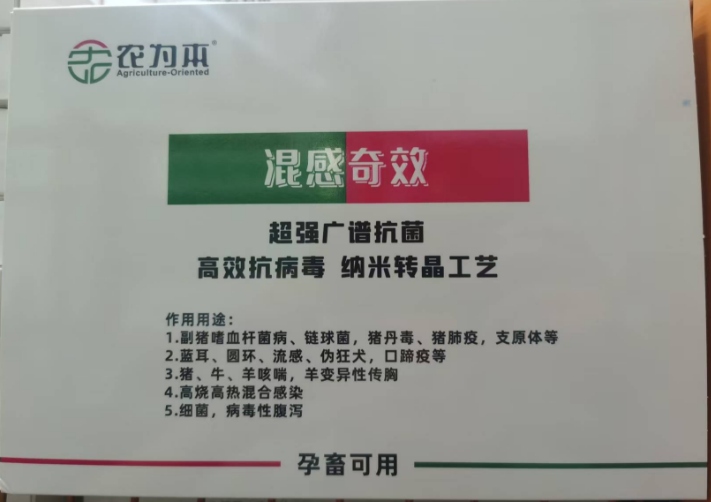 农为本®
Agriculture-Oriented
混感奇效
超强广谱抗菌
高效抗病毒 纳米转晶工艺
作用用途：
1.副猪嗜血杆菌病、链球菌，猪丹毒、猪肺疫，支原体等
2.蓝耳、圆环、流感、伪狂犬，口蹄疫等
3.猪、牛、羊咳喘，羊变异性传胸
4.高烧高热混合感染
5.细菌，病毒性腹泻
孕畜可用